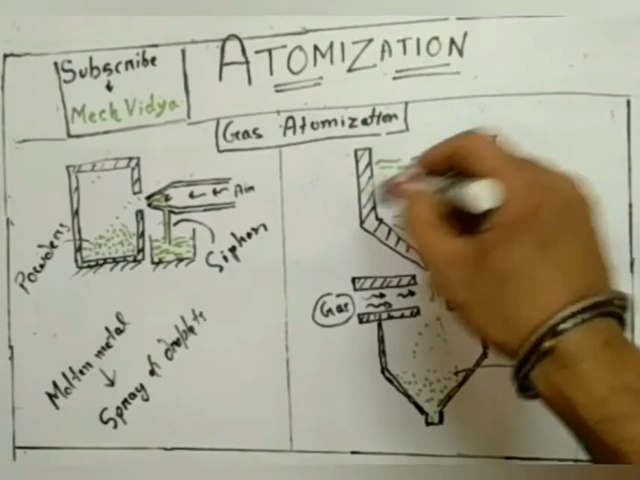 ATOMIZATION
Subscribe
Mech Vidya
Gas Atomization
Air
Siphon
Powders
Gas
Molten metal
Spray of droplets